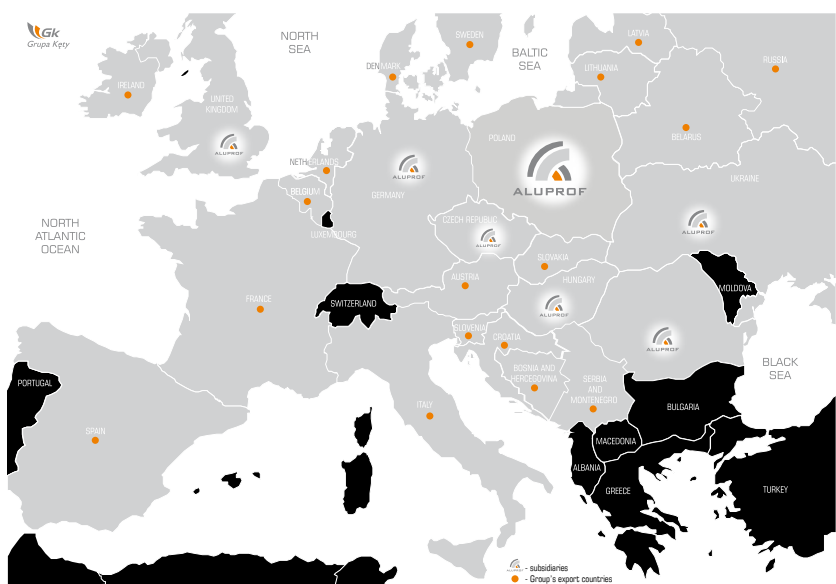 Gk
Grupa Kęty
NORTH
SEA
SWEDEN
BALTIC
SEA
LATVIA
RUSSIA
LITHUANIA
DENMARK
IRELAND
UNITED
KINGDOM
ALUPROF
NETHERLANDS
BELGIUM
LUXEMBOURG
ALUPROF
GERMANY
POLAND
ALUPROF
BELARUS
UKRAINE
ALUPROF
NORTH
ATLANTIC
OCEAN
CZECH REPUBLIC
ALUPROF
SLOVAKIA
AUSTRIA
HUNGARY
ALUPROF
MOLDOVA
FRANCE
SWITZERLAND
SLOVENIA
CROATIA
ALUPROF
BLACK
SEA
PORTUGAL
BOSNIA AND
HERCEGOVINA
SERBIA
AND
MONTENEGRO
BULGARIA
ITALY
SPAIN
MACEDONIA
ALBANIA
GREECE
TURKEY
ALUPROF - subsidiaries
- Group's export countries